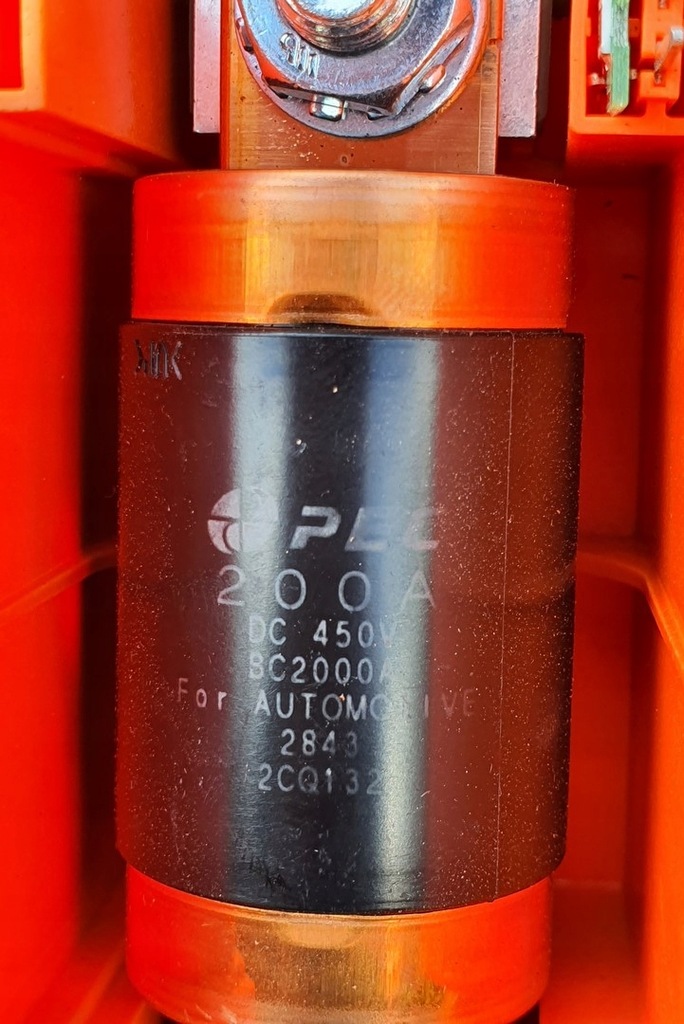 PEC
200A
DC 450V
BC2000A
For AUTOMOTIVE
2843
2CQ132